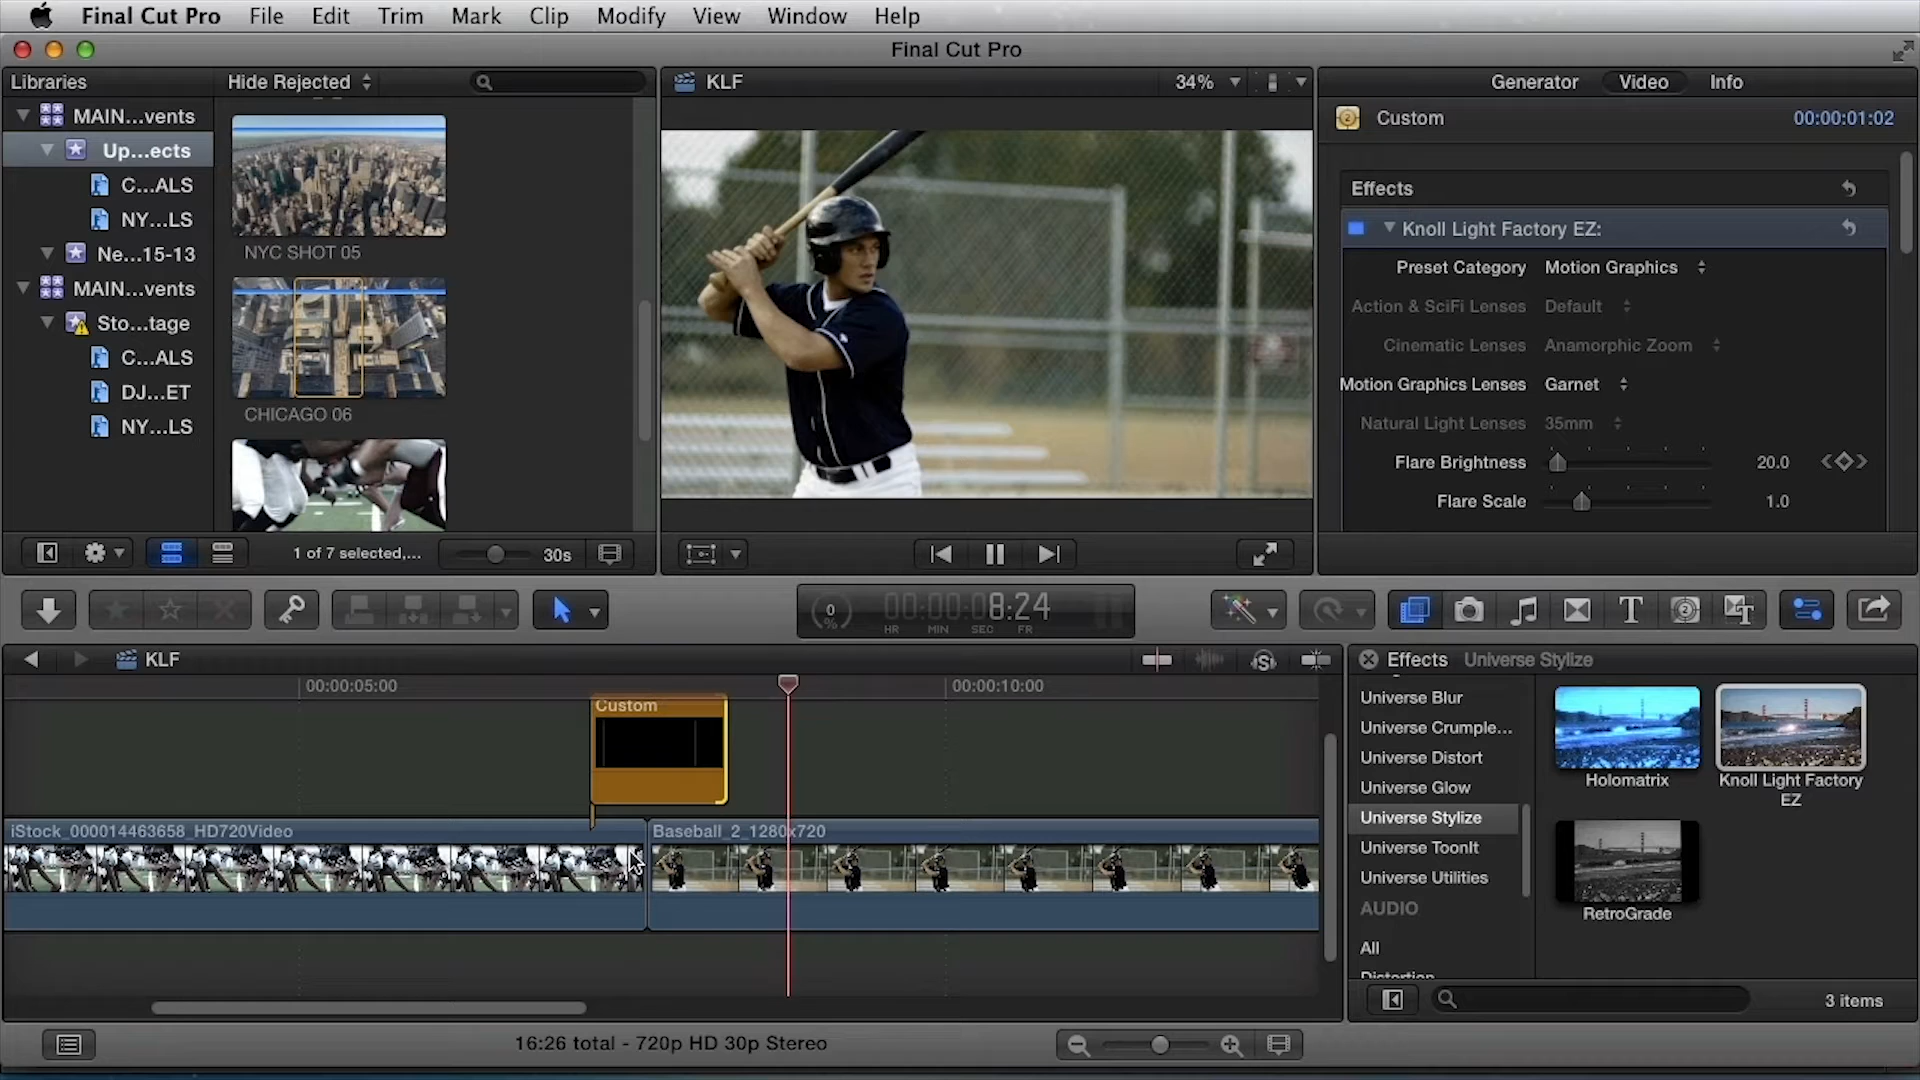 Final Cut Pro File Edit Trim Mark Clip Modify View Window Help
Final Cut Pro
Libraries
Hide Rejected
MAIN...vents
Up...ects
C...ALS
NY...LS
Ne...15-13
MAIN...vents
Sto...tage
C...ALS
DJ...ET
NY...LS
NYC SHOT 05
CHICAGO 06
1 of 7 selected,...
30s
KLF
34%
Generator Video Info
Custom
00:00:01:02
Effects
Knoll Light Factory EZ:
Preset Category Motion Graphics
Action & SciFi Lenses Default
Cinematic Lenses Anamorphic Zoom
Motion Graphics Lenses Garnet
Natural Light Lenses 35mm
Flare Brightness 20.0
Flare Scale 1.0
0
%
00:00:08:24
HR MIN SEC FR
KLF
00:00:05:00
00:00:10:00
Custom
iStock_000014463658_HD720Video
Baseball_2_1280x720
16:26 total - 720p HD 30p Stereo
Effects Universe Stylize
Universe Blur
Universe Crumple...
Universe Distort
Universe Glow
Universe Stylize
Universe ToonIt
Universe Utilities
AUDIO
All
Distortion
Holomatrix
Knoll Light Factory
EZ
RetroGrade
3 items